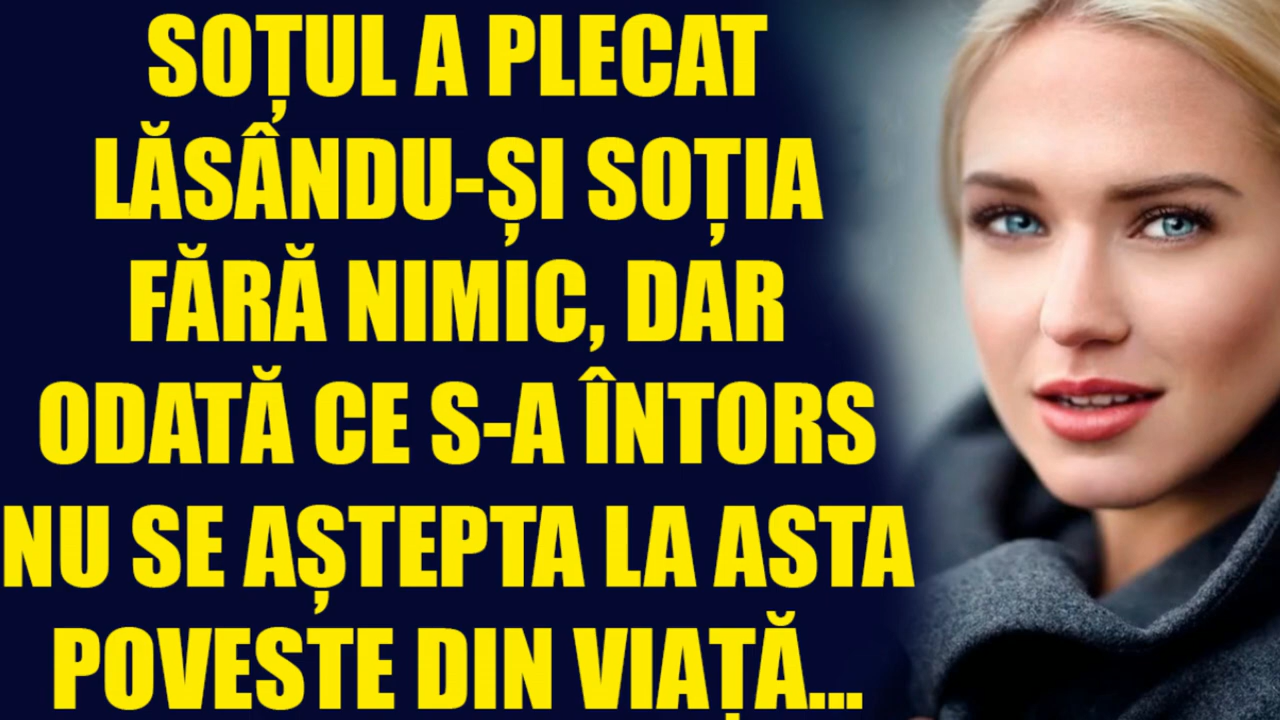 SOȚUL A PLECAT
LĂSÂNDU-ȘI SOȚIA
FĂRĂ NIMIC, DAR
ODATĂ CE S-A ÎNTORS
NU SE AȘTEPTA LA ASTA
POVESTE DIN VIAȚĂ...